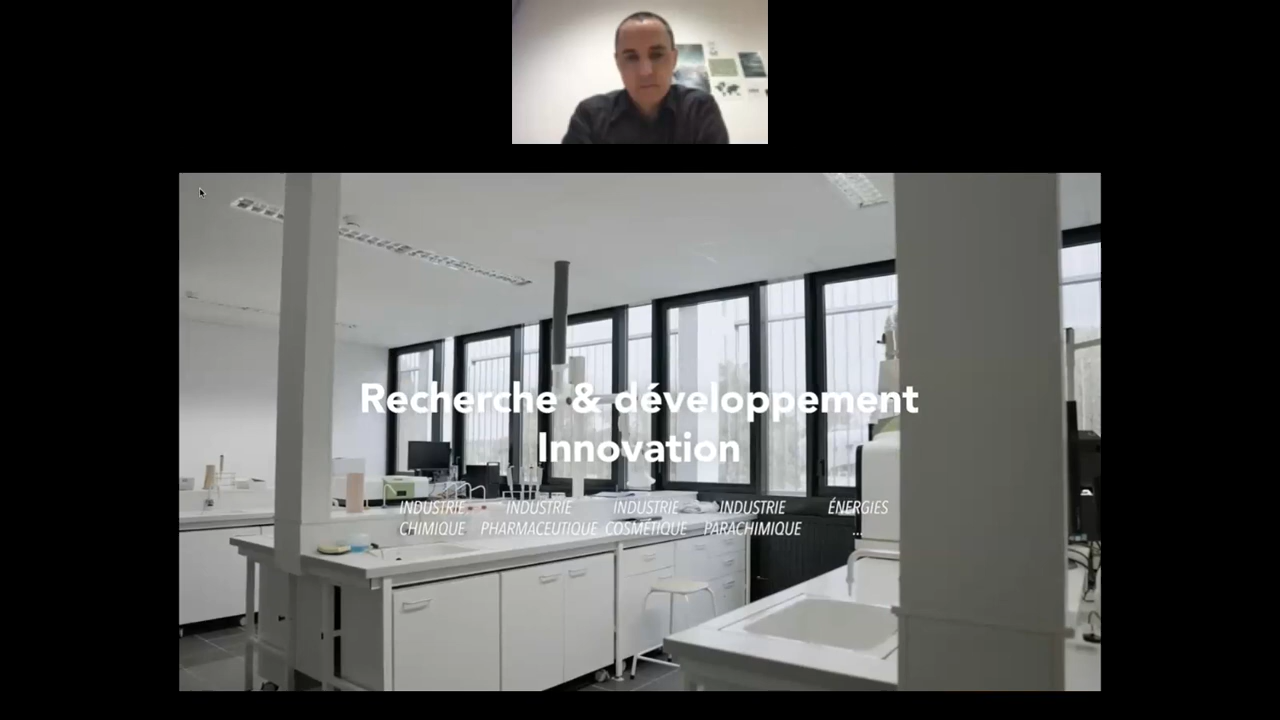 Recherche & développement
Innovation
INDUSTRIE INDUSTRIE INDUSTRIE INDUSTRIE ÉNERGIES
CHIMIQUE PHARMACEUTIQUE COSMÉTIQUE PARACHIMIQUE ...